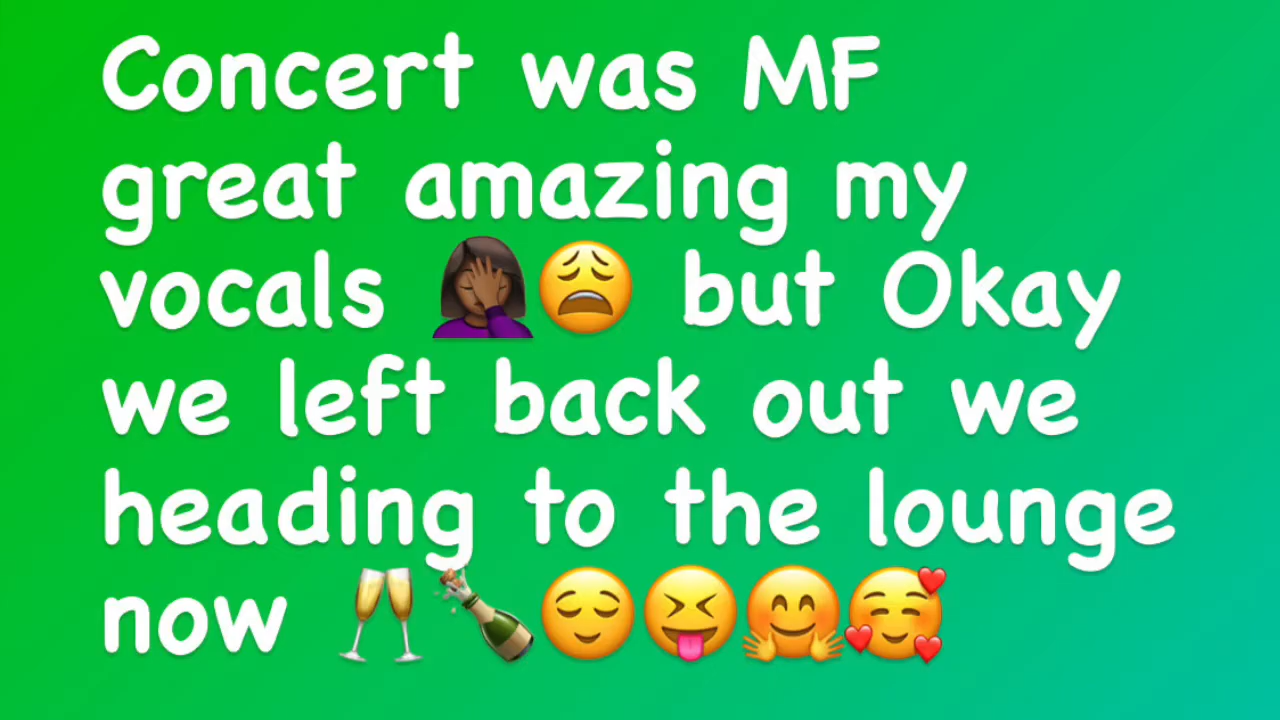 Concert was MF
great amazing my
vocals 🤦🏾‍♀️😩 but Okay
we left back out we
heading to the lounge
now 🥂🍾😌😝🤗🥰